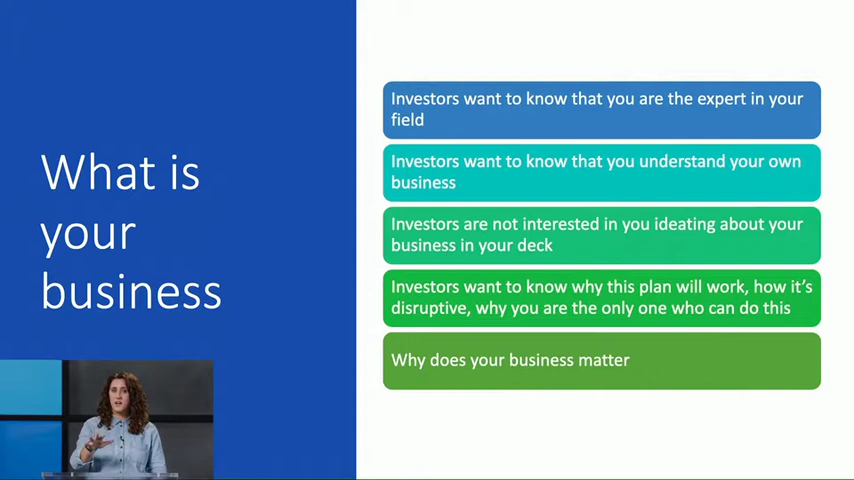 What is
your
business
Investors want to know that you are the expert in your
field
Investors want to know that you understand your own
business
Investors are not interested in you ideating about your
business in your deck
Investors want to know why this plan will work, how it’s
disruptive, why you are the only one who can do this
Why does your business matter